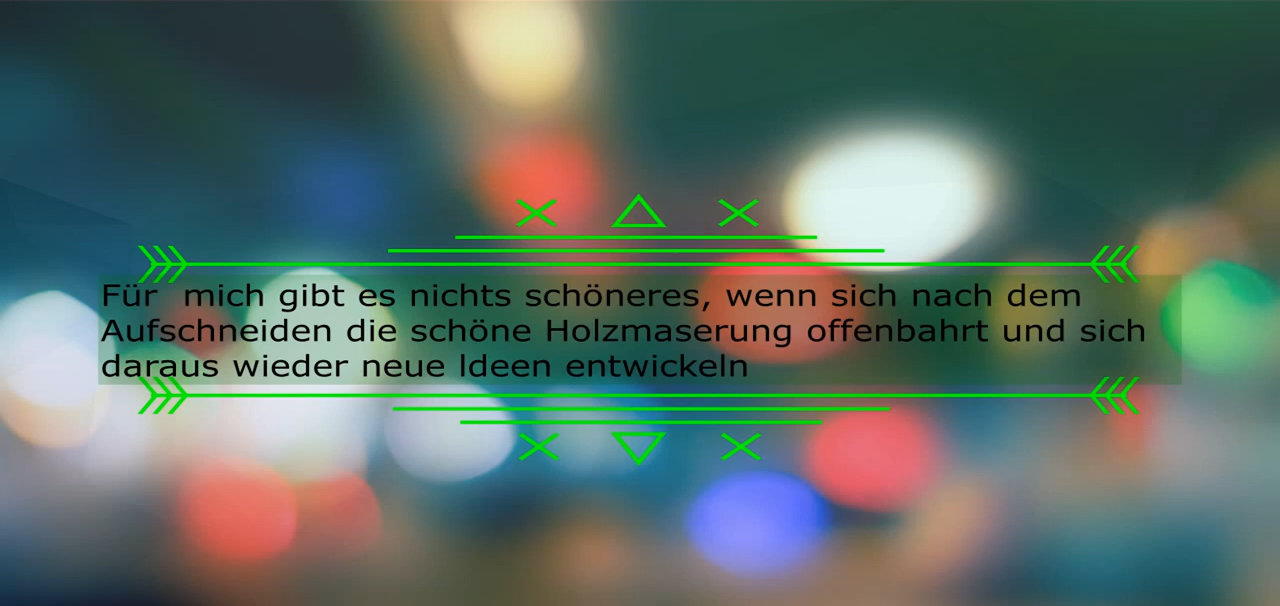 Für  mich gibt es nichts schöneres, wenn sich nach dem
Aufschneiden die schöne Holzmaserung offenbahrt und sich
daraus wieder neue Ideen entwickeln